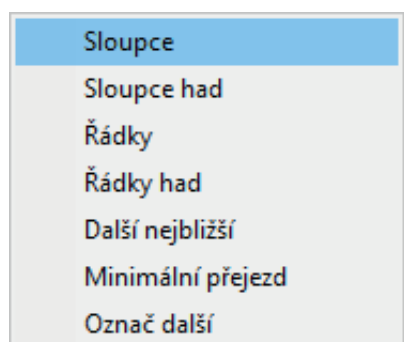 Sloupce
Sloupce had
Řádky
Řádky had
Další nejbližší
Minimální přejezd
Označ další